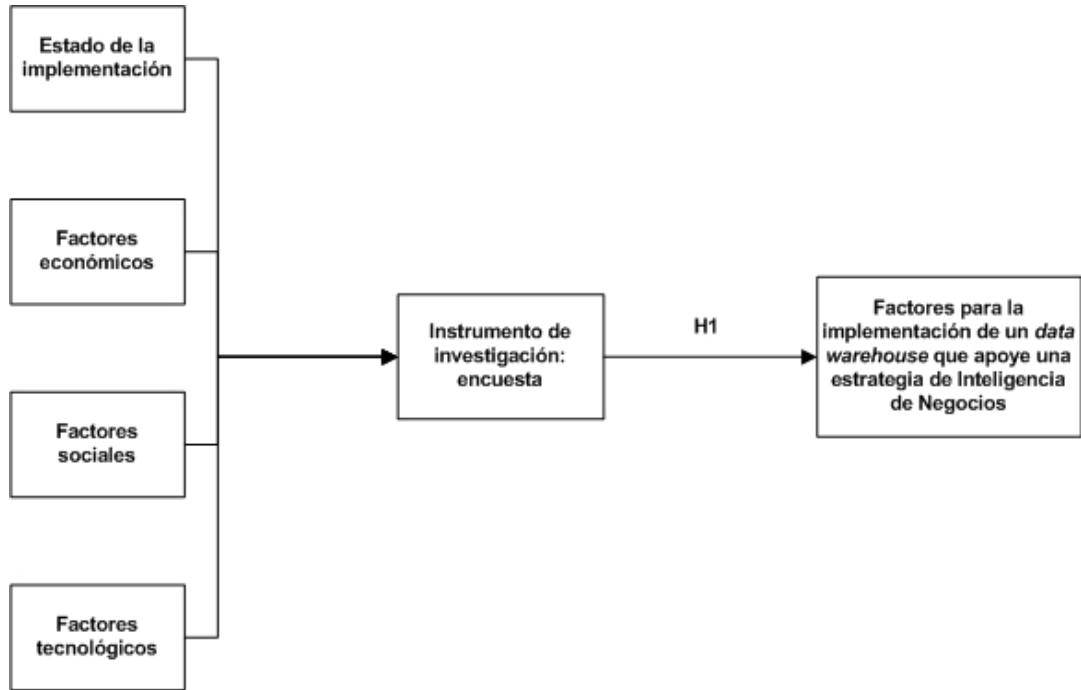 Estado de la
implementación
Factores
económicos
Factores
sociales
Factores
tecnológicos
Instrumento de
investigación:
encuesta
H1
Factores para la
implementación de un data
warehouse que apoye una
estrategia de Inteligencia
de Negocios